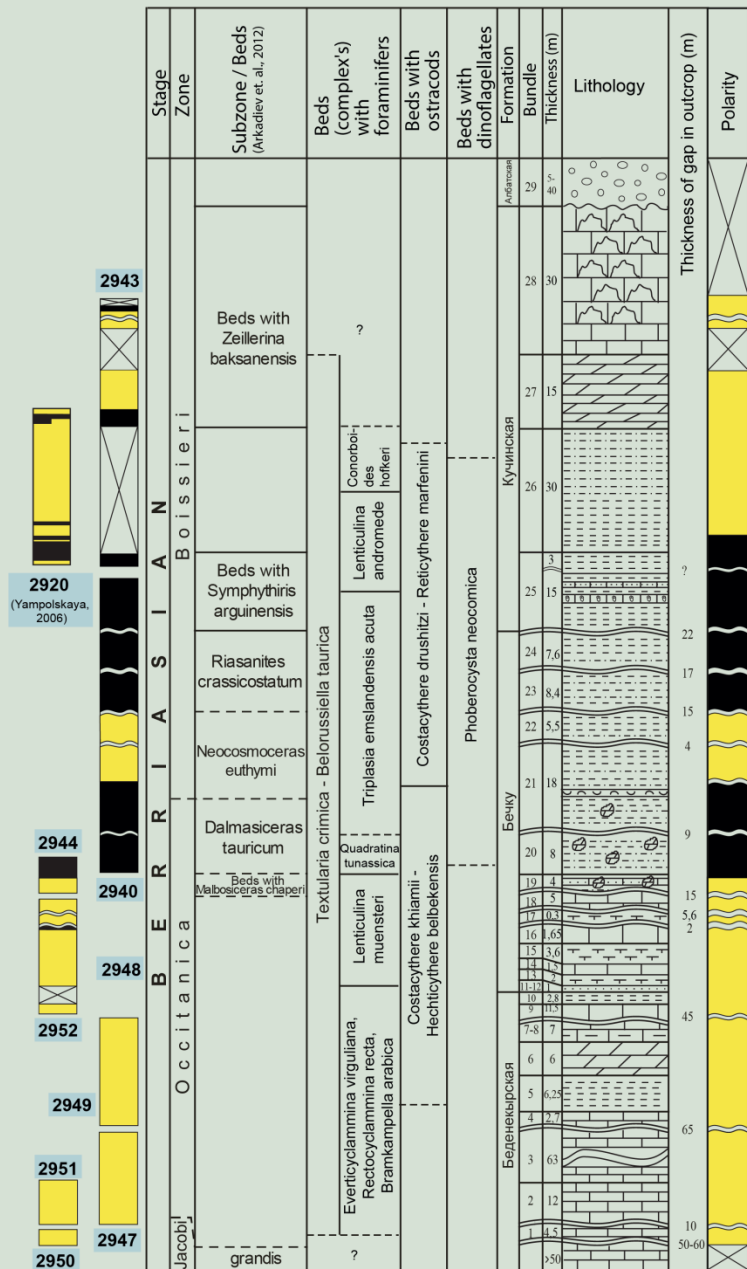 Stage
Zone
Subzone / Beds
(Arkadiev et. al., 2012)
Beds
(complex's)
with
foraminifers
Beds with
ostracods
Beds with
dinoflagellates
Formation
Bundle
Thickness (m)
Lithology
Thickness of gap in outcrop (m)
Polarity
2943
2920
(Yampolskaya,
2006)
2944
2940
2948
2952
2949
2951
2947
2950
BERRIASIAN
Boissieri
Occitanica
Jacobi
Beds with
Zeillerina
baksanensis
Beds with
Symphythiris
arguinensis
Riasanites
crassicostatum
Neocosmoceras
euthymi
Dalmasiceras
tauricum
Beds with
Malbosiceras chaperi
grandis
Textularia crimica - Belorussiella taurica
?
Conorboi-
des
hofkeri
Lenticulina
andromede
Triplasia emslandensis acuta
Quadratina
tunassica
Lenticulina
muensteri
Everticyclammina virguliana,
Rectocyclammina recta,
Bramkampella arabica
?
Costacythere drushitzi - Reticythere marfenini
Costacythere khiamii -
Hechticythere belbekensis
Phoberocysta neocomica
Албатская
Кучинская
Бечку
Беденекырская
29 5-
40
28 30
27 15
26 30
3
25 15
24 7,6
23 8,4
22 5,5
21 18
20 8
19 4
18 5
17 0,3
16 1,65
15 3,6
14 1,5
13 2
11-12 1
10 2,8
9 11,5
7-8 7
6 6
5 6,25
4 2,7
3 63
2 12
1 4,5
>50
?
22
17
15
4
9
15
5,6
2
45
65
10
50-60